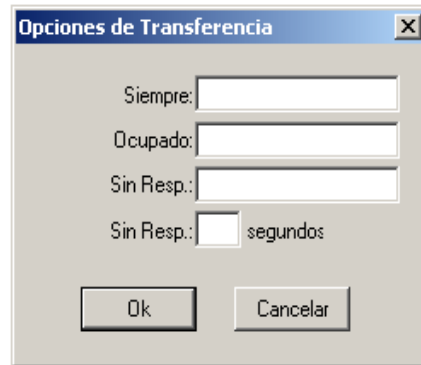 Opciones de Transferencia
Siempre:
Ocupado:
Sin Resp.:
Sin Resp.: segundos
Ok Cancelar